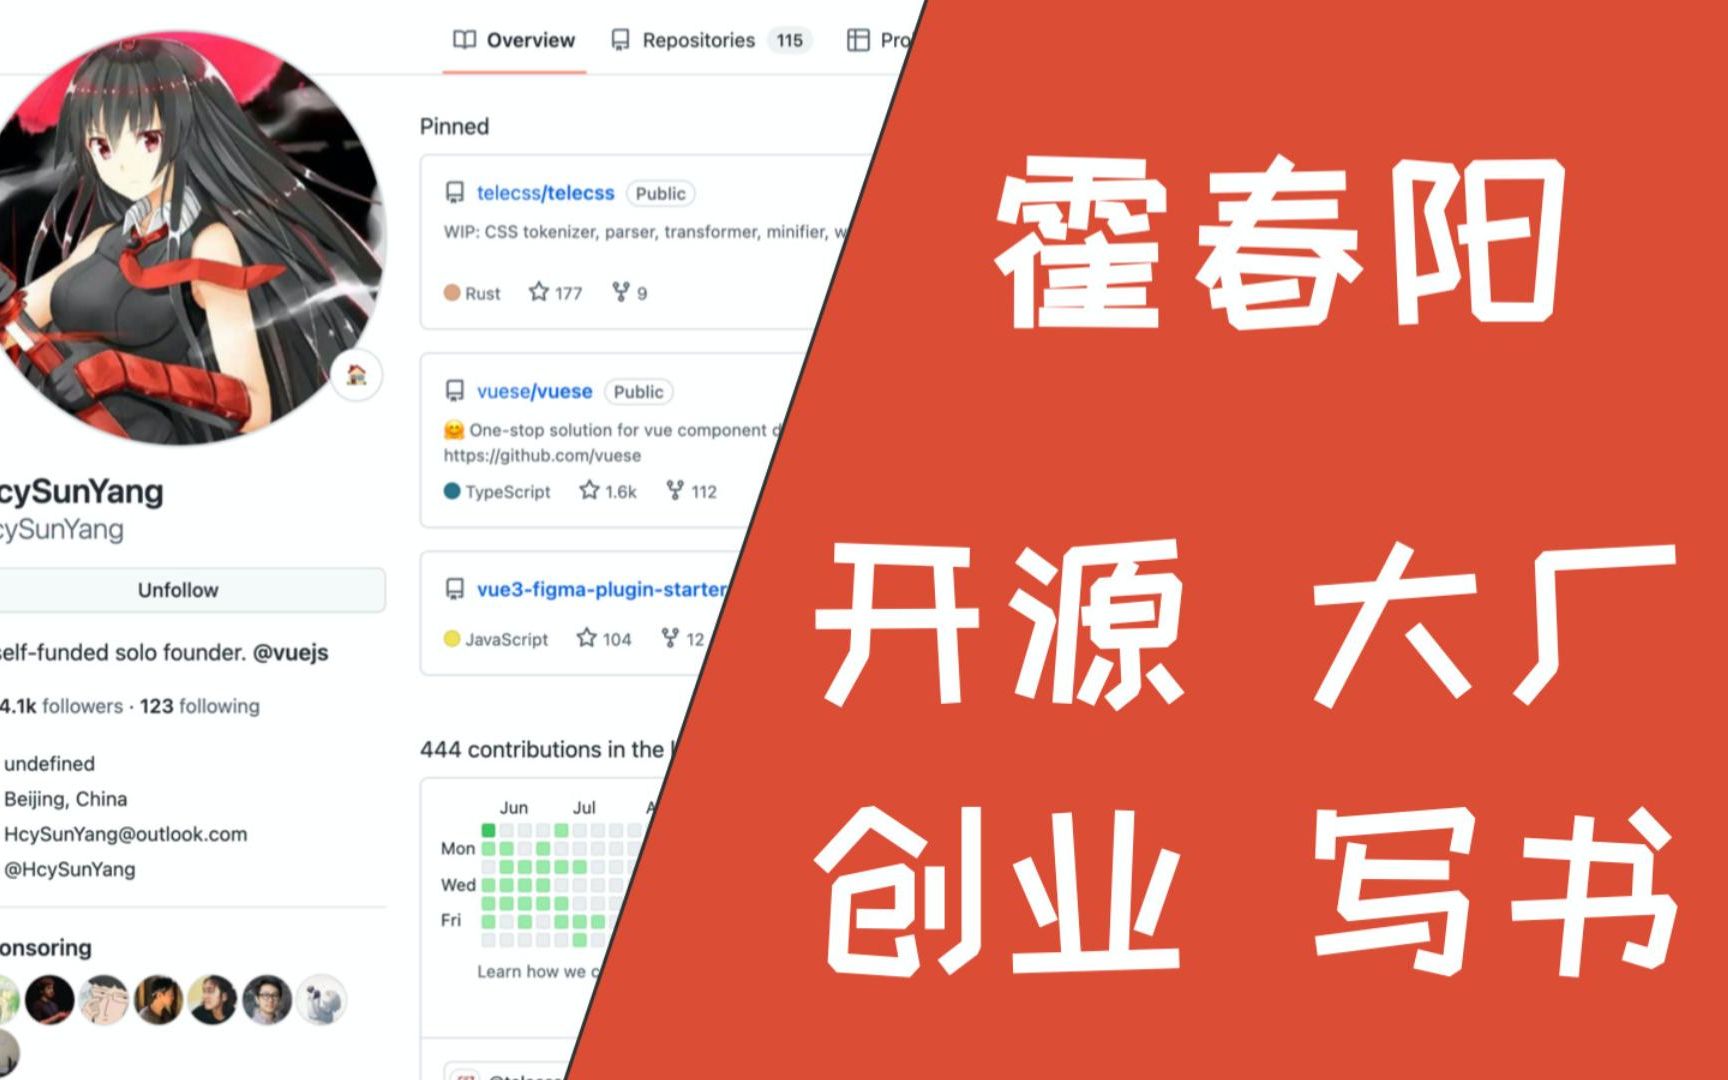 Overview
Repositories 115
Pro
Pinned
telecss/telecss Public
WIP: CSS tokenizer, parser, transformer, minifier, w
Rust 177 9
vuese/vuese Public
One-stop solution for vue component d
https://github.com/vuese
TypeScript 1.6k 112
vue3-figma-plugin-starter
JavaScript 104 12
444 contributions in the
Jun Jul A
Mon
Wed
Fri
Learn how we c
cySunYang
cySunYang
Unfollow
self-funded solo founder. @vuejs
4.1k followers · 123 following
undefined
Beijing, China
HcySunYang@outlook.com
@HcySunYang
onsoring
霍春阳
开源 大厂
创业 写书